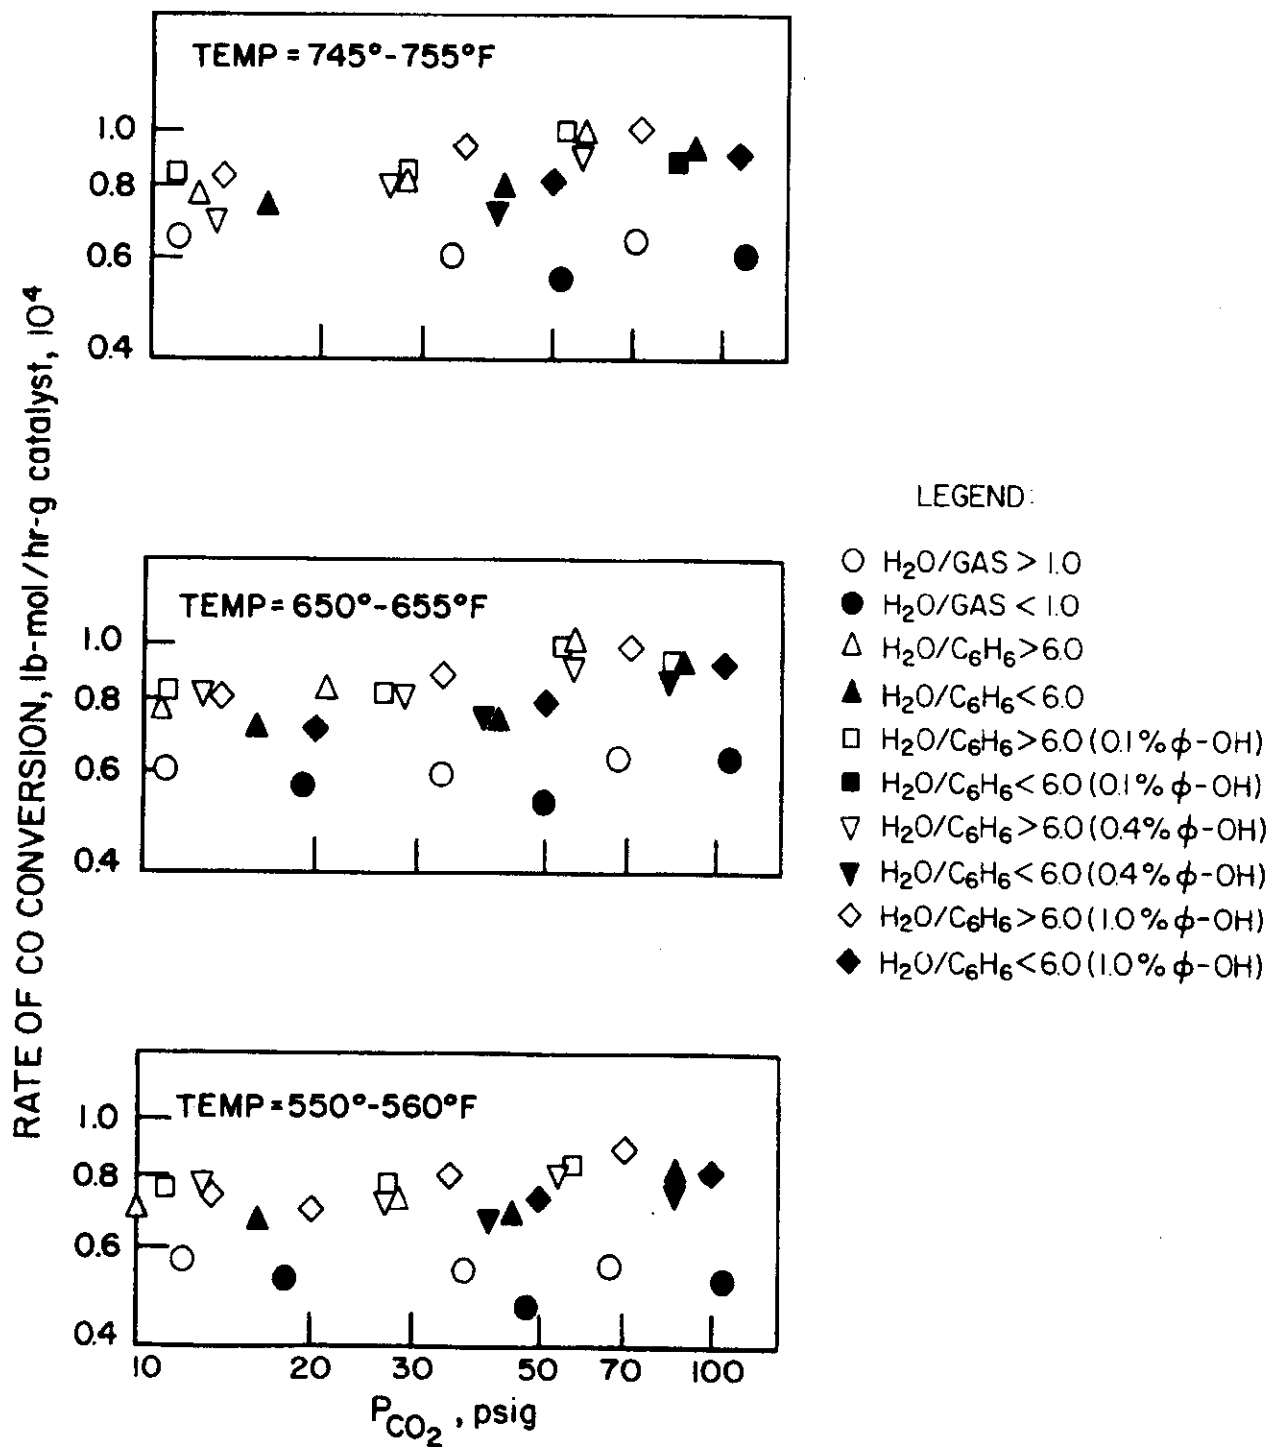 TEMP = 745°-755°F
1.0
0.8
0.6
0.4
RATE OF CO CONVERSION, lb-mol/hr-g catalyst, 10⁴
TEMP = 650°-655°F
1.0
0.8
0.6
0.4
LEGEND:
H₂O/GAS > 1.0
H₂O/GAS < 1.0
H₂O/C₆H₆ > 6.0
H₂O/C₆H₆ < 6.0
H₂O/C₆H₆ > 6.0 (0.1% ϕ-OH)
H₂O/C₆H₆ < 6.0 (0.1% ϕ-OH)
H₂O/C₆H₆ > 6.0 (0.4% ϕ-OH)
H₂O/C₆H₆ < 6.0 (0.4% ϕ-OH)
H₂O/C₆H₆ > 6.0 (1.0% ϕ-OH)
H₂O/C₆H₆ < 6.0 (1.0% ϕ-OH)
TEMP = 550°-560°F
1.0
0.8
0.6
0.4
10 20 30 50 70 100
P_CO₂, psig